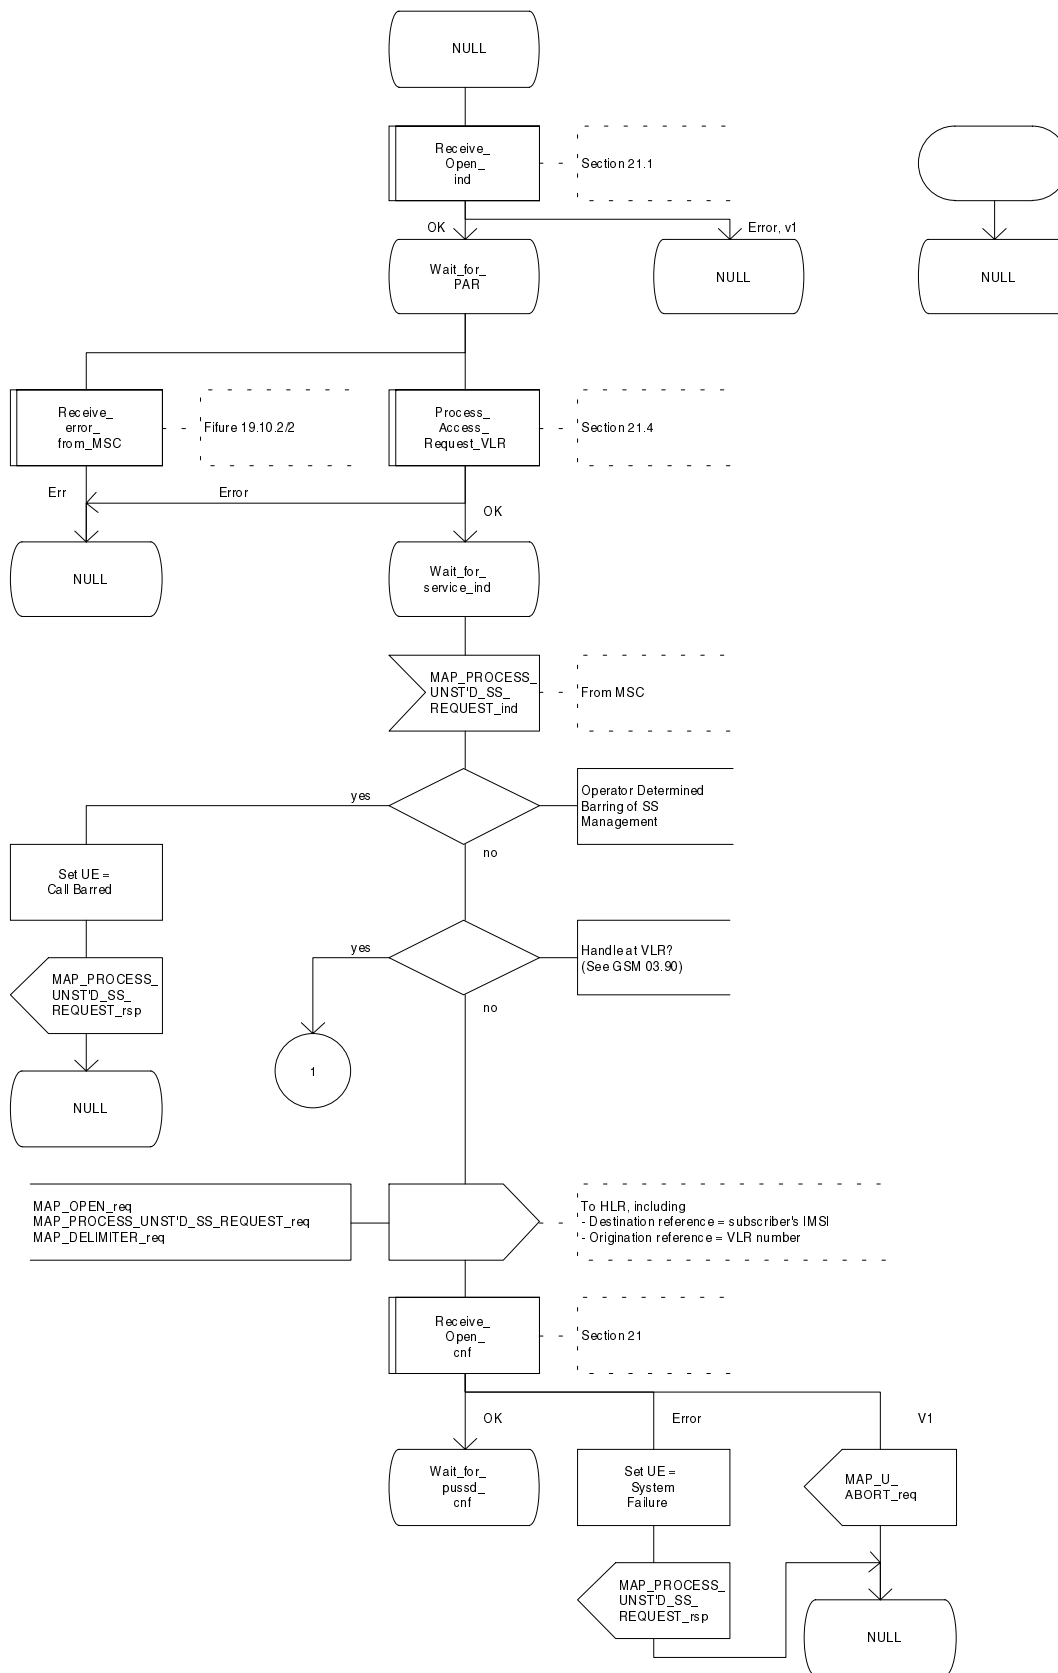 NULL
Receive_
Open_
ind
Section 21.1
OK
Error, v1
Wait_for_
PAR
NULL
NULL
Receive_
error_
from_MSC
Fifure 19.10.2/2
Process_
Access_
Request_VLR
Section 21.4
Err
Error
OK
NULL
Wait_for_
service_ind
MAP_PROCESS_
UNST'D_SS_
REQUEST_ind
From MSC
yes
Operator Determined
Barring of SS
Management
no
Set UE =
Call Barred
yes
Handle at VLR?
(See GSM 03.90)
no
MAP_PROCESS_
UNST'D_SS_
REQUEST_rsp
1
NULL
MAP_OPEN_req
MAP_PROCESS_UNST'D_SS_REQUEST_req
MAP_DELIMITER_req
To HLR, including
- Destination reference = subscriber's IMSI
- Origination reference = VLR number
Receive_
Open_
cnf
Section 21
OK
Error
V1
Wait_for_
pussd_
cnf
Set UE =
System
Failure
MAP_U_
ABORT_req
MAP_PROCESS_
UNST'D_SS_
REQUEST_rsp
NULL